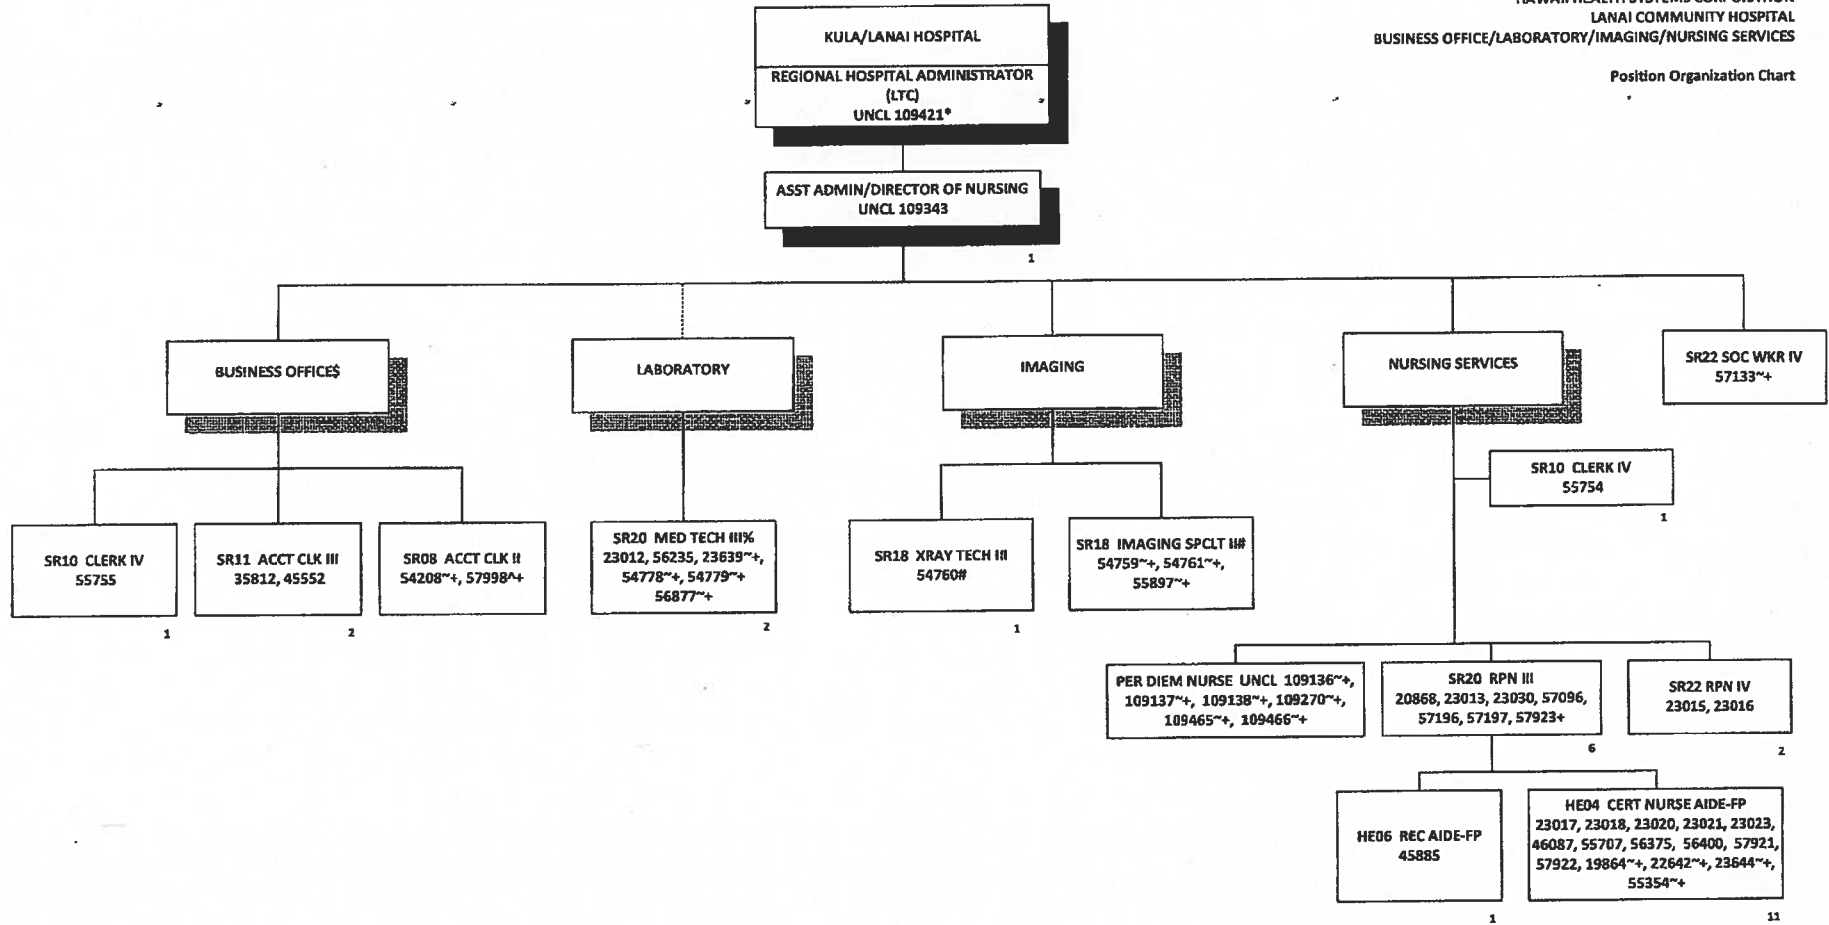 LANAI COMMUNITY HOSPITAL
BUSINESS OFFICE/LABORATORY/IMAGING/NURSING SERVICES
Position Organization Chart
KULA/LANAI HOSPITAL
REGIONAL HOSPITAL ADMINISTRATOR
(LTC)
UNCL 109421*
ASST ADMIN/DIRECTOR OF NURSING
UNCL 109343
1
BUSINESS OFFICE$
LABORATORY
IMAGING
NURSING SERVICES
SR22 SOC WKR IV
57133~+
SR10 CLERK IV
55754
1
SR10 CLERK IV
55755
1
SR11 ACCT CLK III
35812, 45552
2
SR08 ACCT CLK II
54208~+, 57998^+
SR20 MED TECH III%
23012, 56235, 23639~+,
54778~+, 54779~+
56877~+
2
SR18 XRAY TECH III
54760#
1
SR18 IMAGING SPCLT II#
54759~+, 54761~+,
55897~+
PER DIEM NURSE UNCL 109136~+,
109137~+, 109138~+, 109270~+,
109465~+, 109466~+
SR20 RPN III
20868, 23013, 23030, 57096,
57196, 57197, 57923+
6
SR22 RPN IV
23015, 23016
2
HE06 REC AIDE-FP
45885
1
HE04 CERT NURSE AIDE-FP
23017, 23018, 23020, 23021, 23023,
46087, 55707, 56375, 56400, 57921,
57922, 19864~+, 22642~+, 23644~+,
55354~+
11